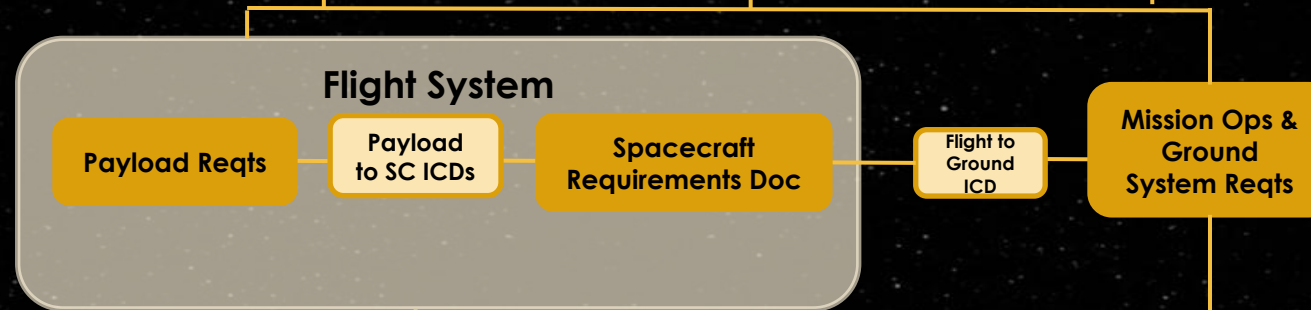 Flight System
Payload Reqts
Payload
to SC ICDs
Spacecraft
Requirements Doc
Flight to
Ground
ICD
Mission Ops &
Ground
System Reqts